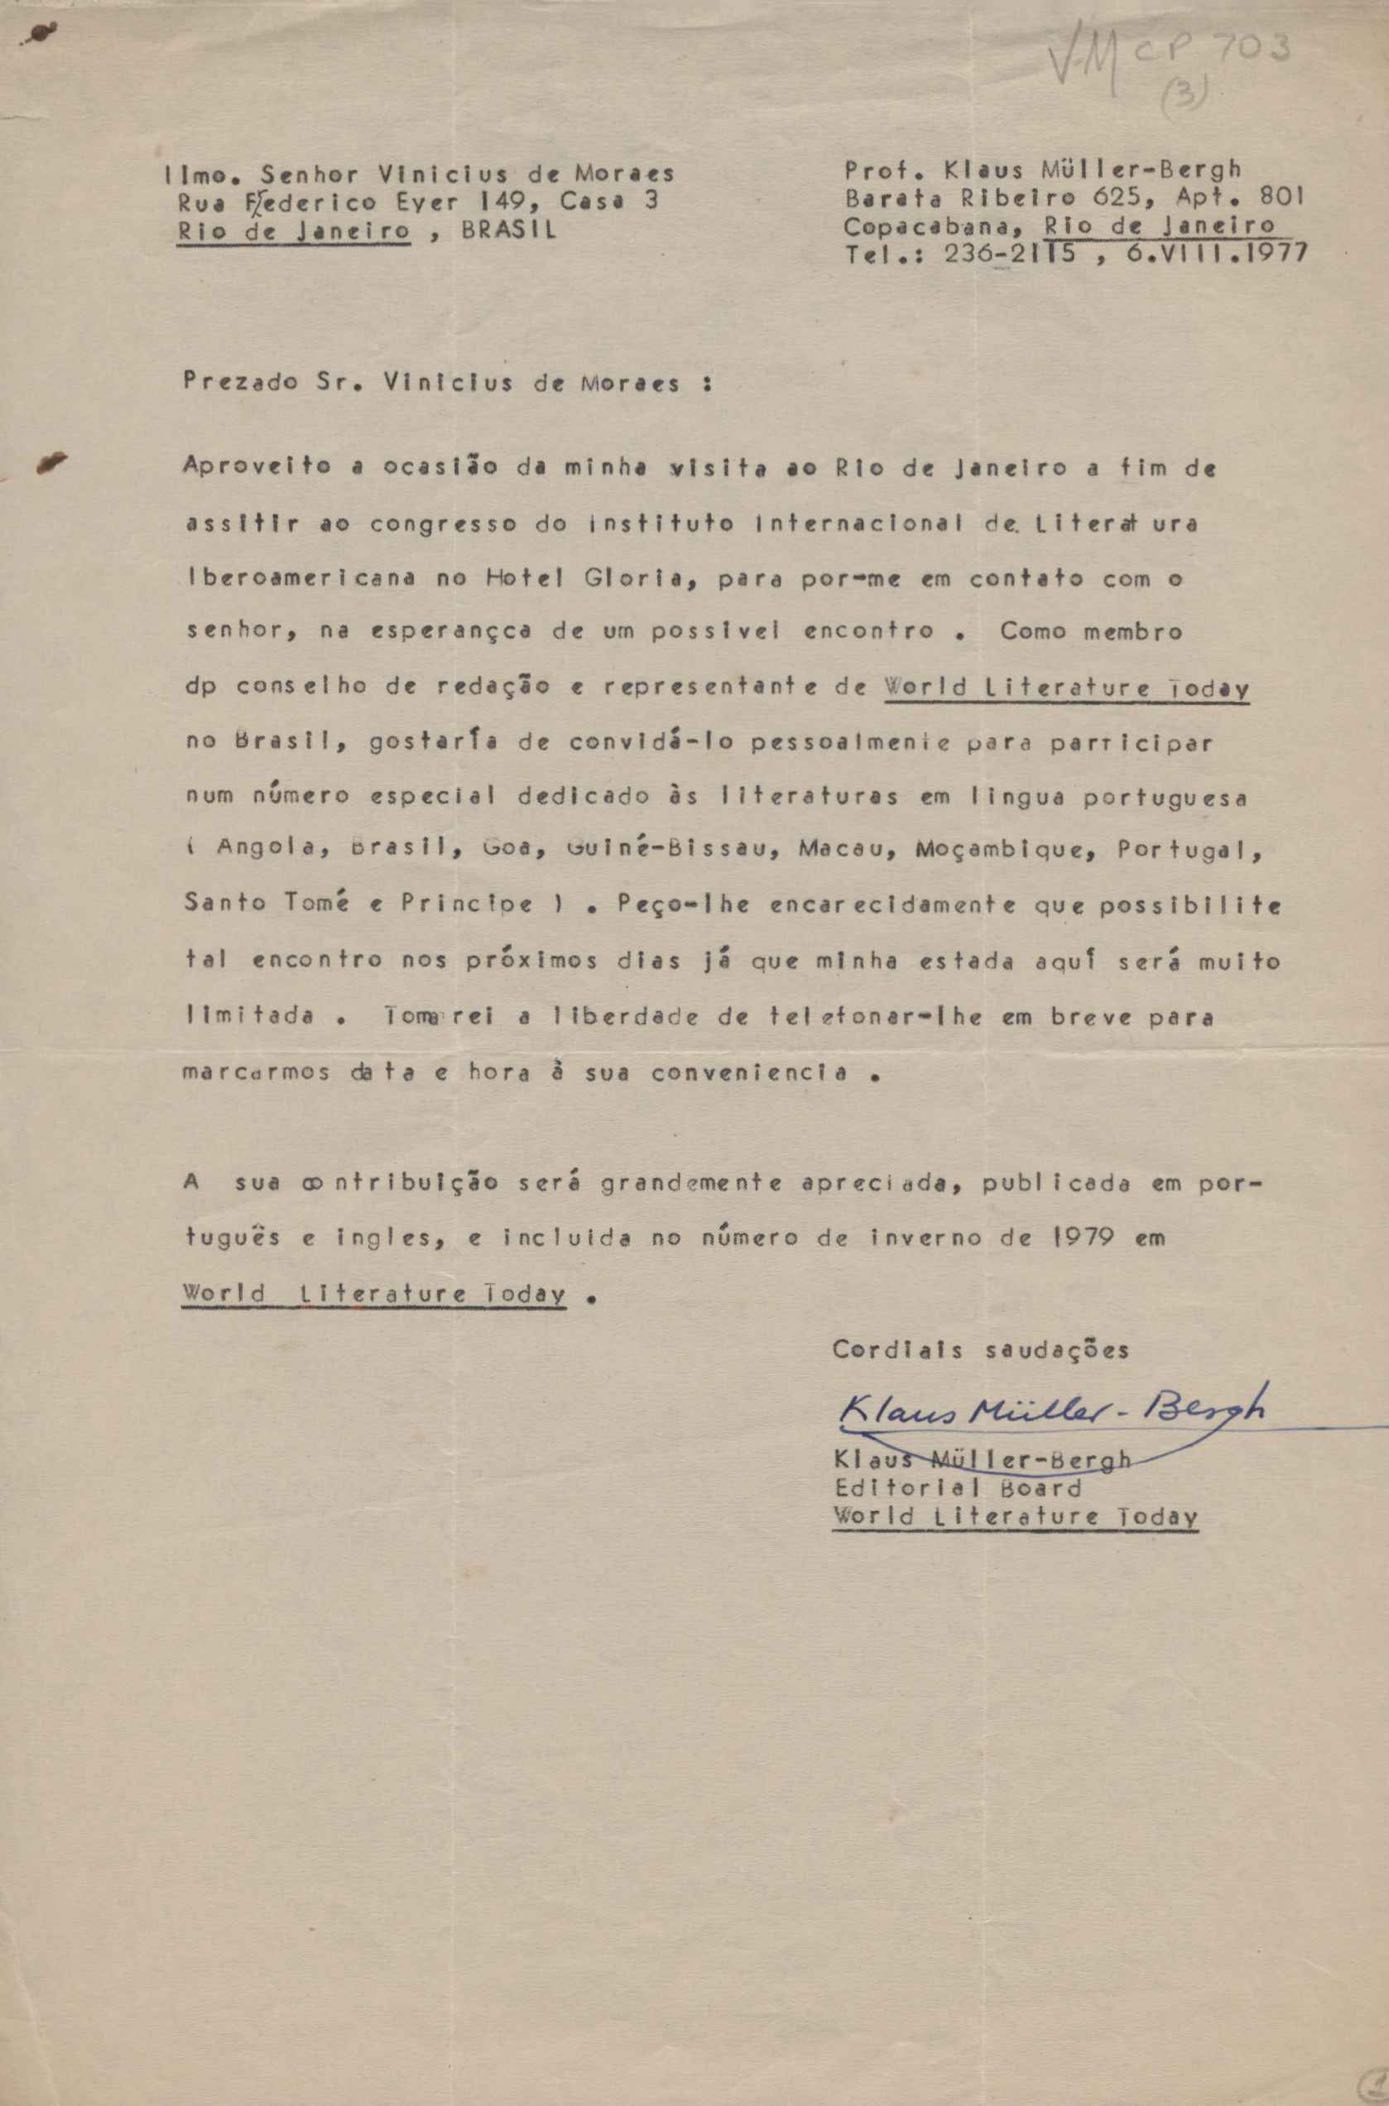 VM CP 703
(3)
Ilmo. Senhor Vinicius de Moraes
Rua Frederico Eyer 149, Casa 3
Rio de Janeiro , BRASIL
Prof. Klaus Müller-Bergh
Barata Ribeiro 625, Apt. 801
Copacabana, Rio de Janeiro
Tel.: 236-2115 , 6.VIII.1977
Prezado Sr. Vinicius de Moraes :
Aproveito a ocasião da minha visita ao Rio de Janeiro a fim de
assitir ao congresso do Instituto Internacional de Literatura
Iberoamericana no Hotel Gloria, para por-me em contato com o
senhor, na esperançca de um possivel encontro . Como membro
dp conselho de redação e representante de World Literature Today
no Brasil, gostaría de convidá-lo pessoalmente para participar
num número especial dedicado às literaturas em lingua portuguesa
( Angola, Brasil, Goa, Guiné-Bissau, Macau, Moçambique, Portugal,
Santo Tomé e Principe ) . Peço-lhe encarecidamente que possibilite
tal encontro nos próximos dias já que minha estada aquí será muito
limitada . Tomarei a liberdade de telefonar-lhe em breve para
marcarmos data e hora à sua conveniencia .
A sua contribuição será grandemente apreciada, publicada em por-
tuguês e ingles, e incluida no número de inverno de 1979 em
World Literature Today .
Cordiais saudações
Klaus Müller-Bergh
Klaus Müller-Bergh
Editorial Board
World Literature Today
1